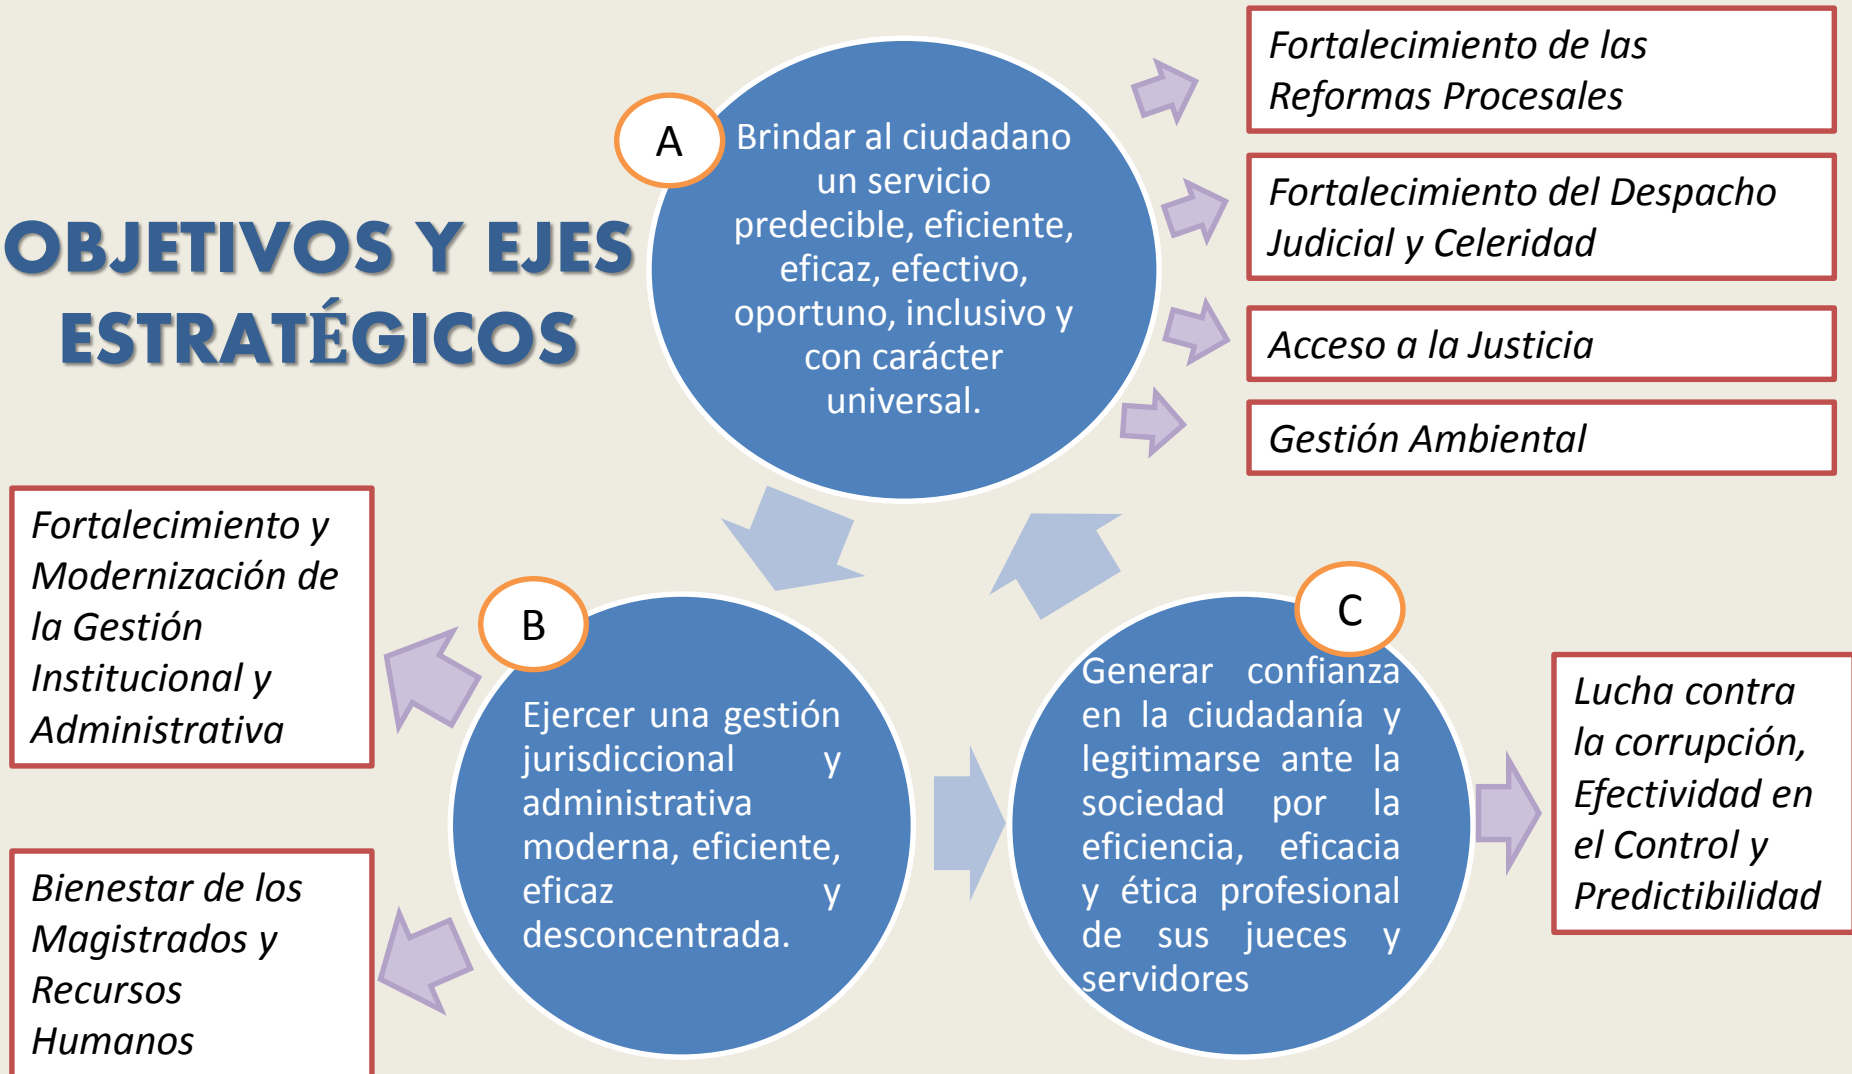 OBJETIVOS Y EJES
ESTRATÉGICOS
A
Brindar al ciudadano
un servicio
predecible, eficiente,
eficaz, efectivo,
oportuno, inclusivo y
con carácter
universal.
Fortalecimiento de las
Reformas Procesales
Fortalecimiento del Despacho
Judicial y Celeridad
Acceso a la Justicia
Gestión Ambiental
B
Ejercer una gestión
jurisdiccional y
administrativa
moderna, eficiente,
eficaz y
desconcentrada.
Fortalecimiento y
Modernización de
la Gestión
Institucional y
Administrativa
Bienestar de los
Magistrados y
Recursos
Humanos
C
Generar confianza
en la ciudadanía y
legitimarse ante la
sociedad por la
eficiencia, eficacia
y ética profesional
de sus jueces y
servidores
Lucha contra
la corrupción,
Efectividad en
el Control y
Predictibilidad